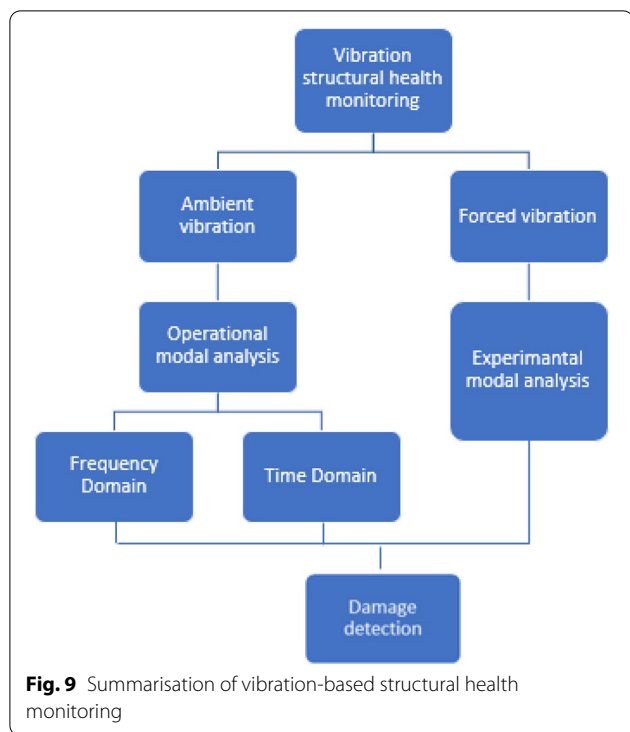 Vibration
structural health
monitoring
Ambient
vibration
Forced vibration
Operational
modal analysis
Experimantal
modal analysis
Frequency
Domain
Time Domain
Damage
detection
Fig. 9 Summarisation of vibration-based structural health
monitoring